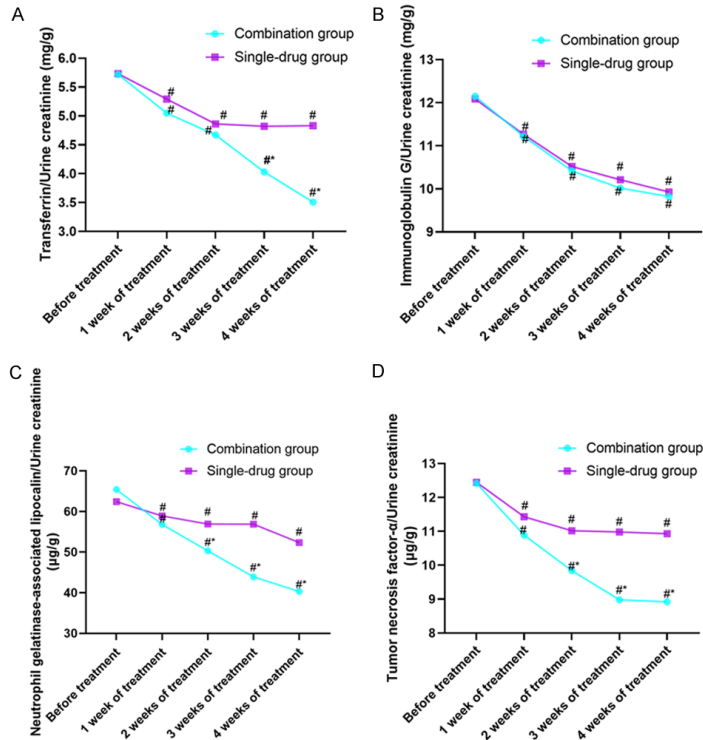 A
Combination group
Single-drug group
Transferrin/Urine creatinine (mg/g)
6.0
5.5
5.0
4.5
4.0
3.5
3.0
# # # #
# # #* #*
Before treatment
1 week of treatment
2 weeks of treatment
3 weeks of treatment
4 weeks of treatment
B
Combination group
Single-drug group
Immunoglobulin G/Urine creatinine (mg/g)
13
12
11
10
9
# # # #
# # # #
Before treatment
1 week of treatment
2 weeks of treatment
3 weeks of treatment
4 weeks of treatment
C
Combination group
Single-drug group
Neutrophil gelatinase-associated lipocalin/Urine creatinine
(μg/g)
70
60
50
40
30
# # # #
# #* #* #*
Before treatment
1 week of treatment
2 weeks of treatment
3 weeks of treatment
4 weeks of treatment
D
Combination group
Single-drug group
Tumor necrosis factor-α/Urine creatinine
(μg/g)
13
12
11
10
9
8
# # # #
# #* #* #*
Before treatment
1 week of treatment
2 weeks of treatment
3 weeks of treatment
4 weeks of treatment